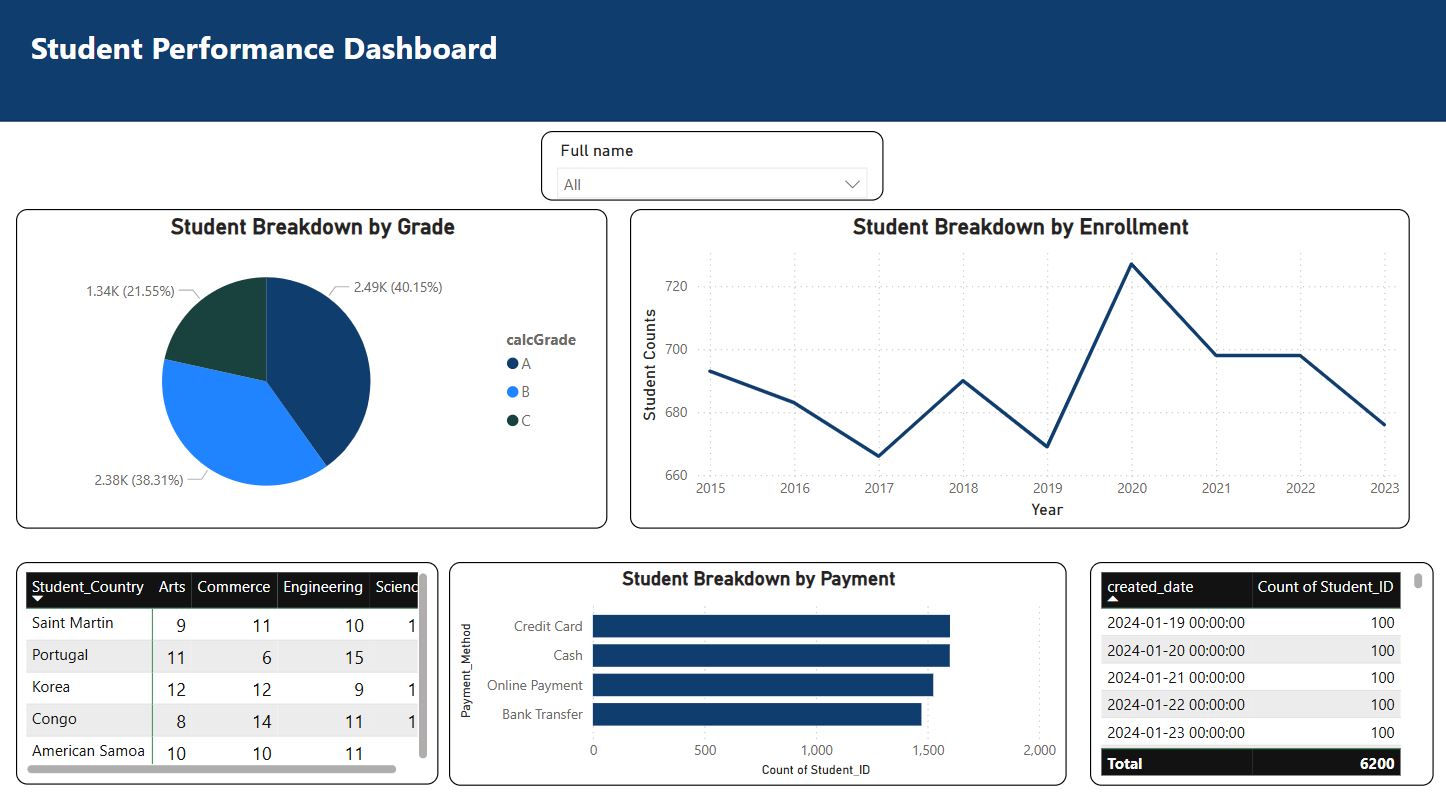 Student Performance Dashboard
Full name
All
Student Breakdown by Grade
1.34K (21.55%)
2.49K (40.15%)
2.38K (38.31%)
calcGrade
A
B
C
Student Breakdown by Enrollment
Student Counts
720
700
680
660
2015 2016 2017 2018 2019 2020 2021 2022 2023
Year
Student_Country Arts Commerce Engineering Scienc
Saint Martin 9 11 10 1
Portugal 11 6 15
Korea 12 12 9 1
Congo 8 14 11 1
American Samoa 10 10 11
Student Breakdown by Payment
Payment_Method
Credit Card
Cash
Online Payment
Bank Transfer
0 500 1,000 1,500 2,000
Count of Student_ID
created_date Count of Student_ID
2024-01-19 00:00:00 100
2024-01-20 00:00:00 100
2024-01-21 00:00:00 100
2024-01-22 00:00:00 100
2024-01-23 00:00:00 100
Total 6200